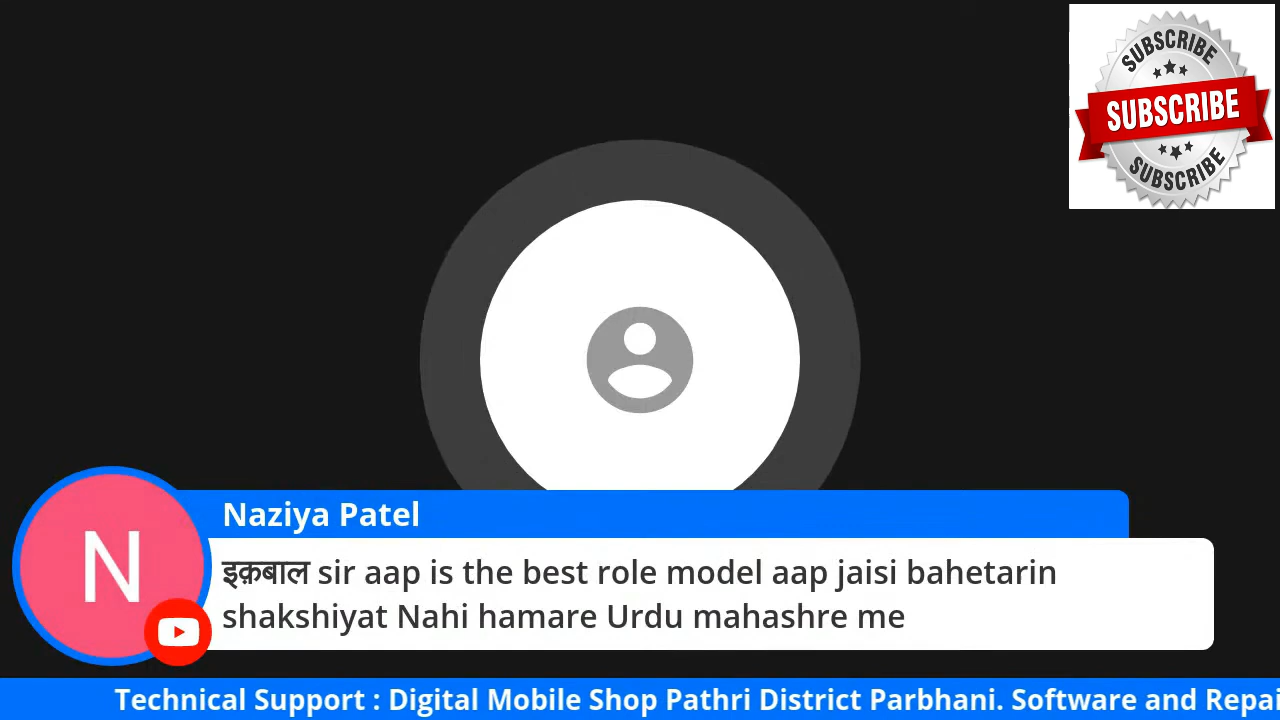 SUBSCRIBE
SUBSCRIBE
SUBSCRIBE
N
Naziya Patel
इक़बाल sir aap is the best role model aap jaisi bahetarin
shakshiyat Nahi hamare Urdu mahashre me
Technical Support : Digital Mobile Shop Pathri District Parbhani. Software and Repai